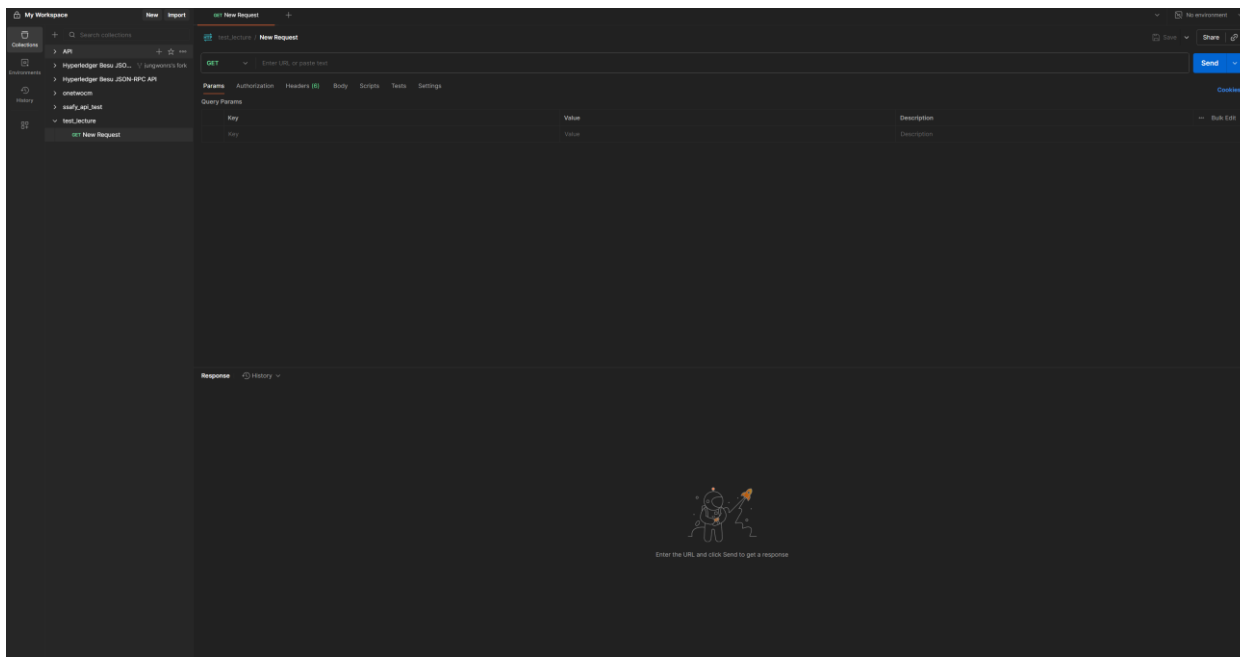 My Workspace New Import GET New Request + No environment
Collections + Search collections test_lecture / New Request Save Share
> API + ☆ •••
Environments > Hyperledger Besu JSO... GET Enter URL or paste text Send
> Hyperledger Besu JSON-RPC API
History > onetwocm Params Authorization Headers (6) Body Scripts Tests Settings Cookies
> ssafy_api_test Query Params
test_lecture Key Value Description ••• Bulk Edit
GET New Request Key Value Description
Response History
Enter the URL and click Send to get a response